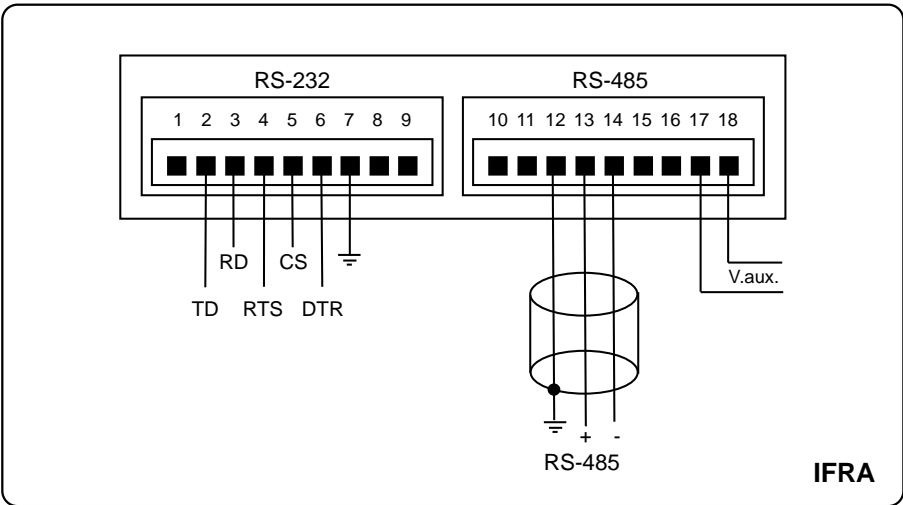 RS-232 RS-485
1 2 3 4 5 6 7 8 9 10 11 12 13 14 15 16 17 18
RD CS
V.aux.
TD RTS DTR
+ -
RS-485
IFRA